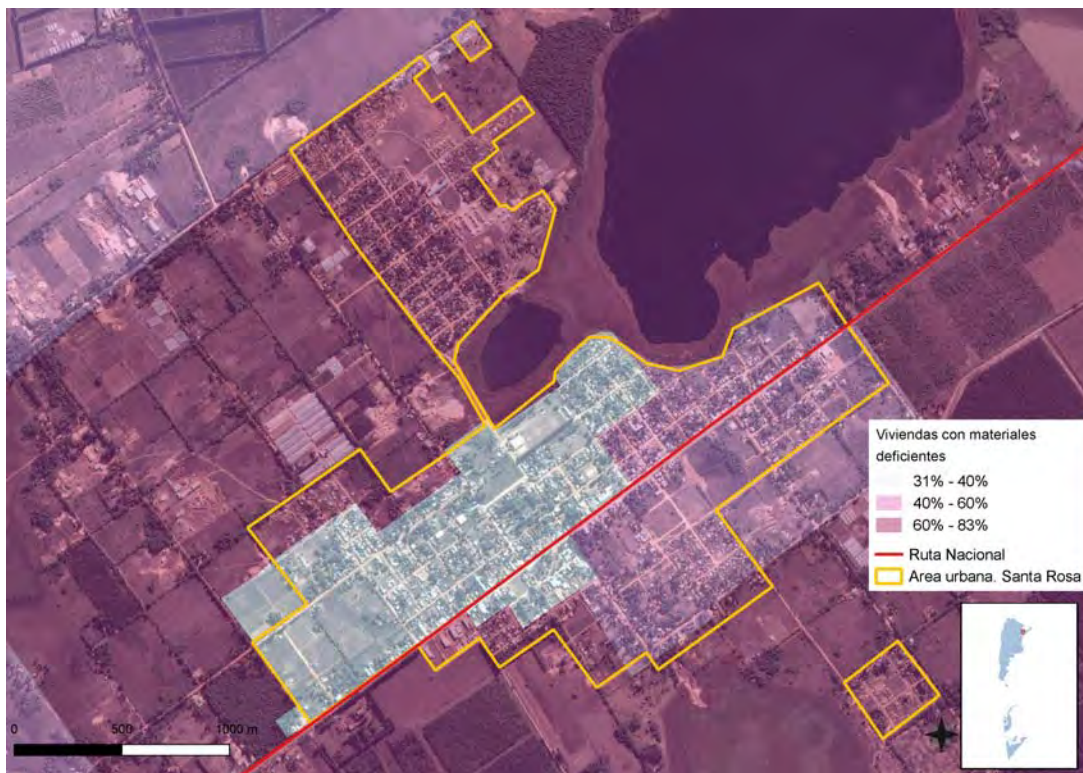 Viviendas con materiales
deficientes
31% - 40%
40% - 60%
60% - 83%
Ruta Nacional
Area urbana. Santa Rosa
0 500 1000 m